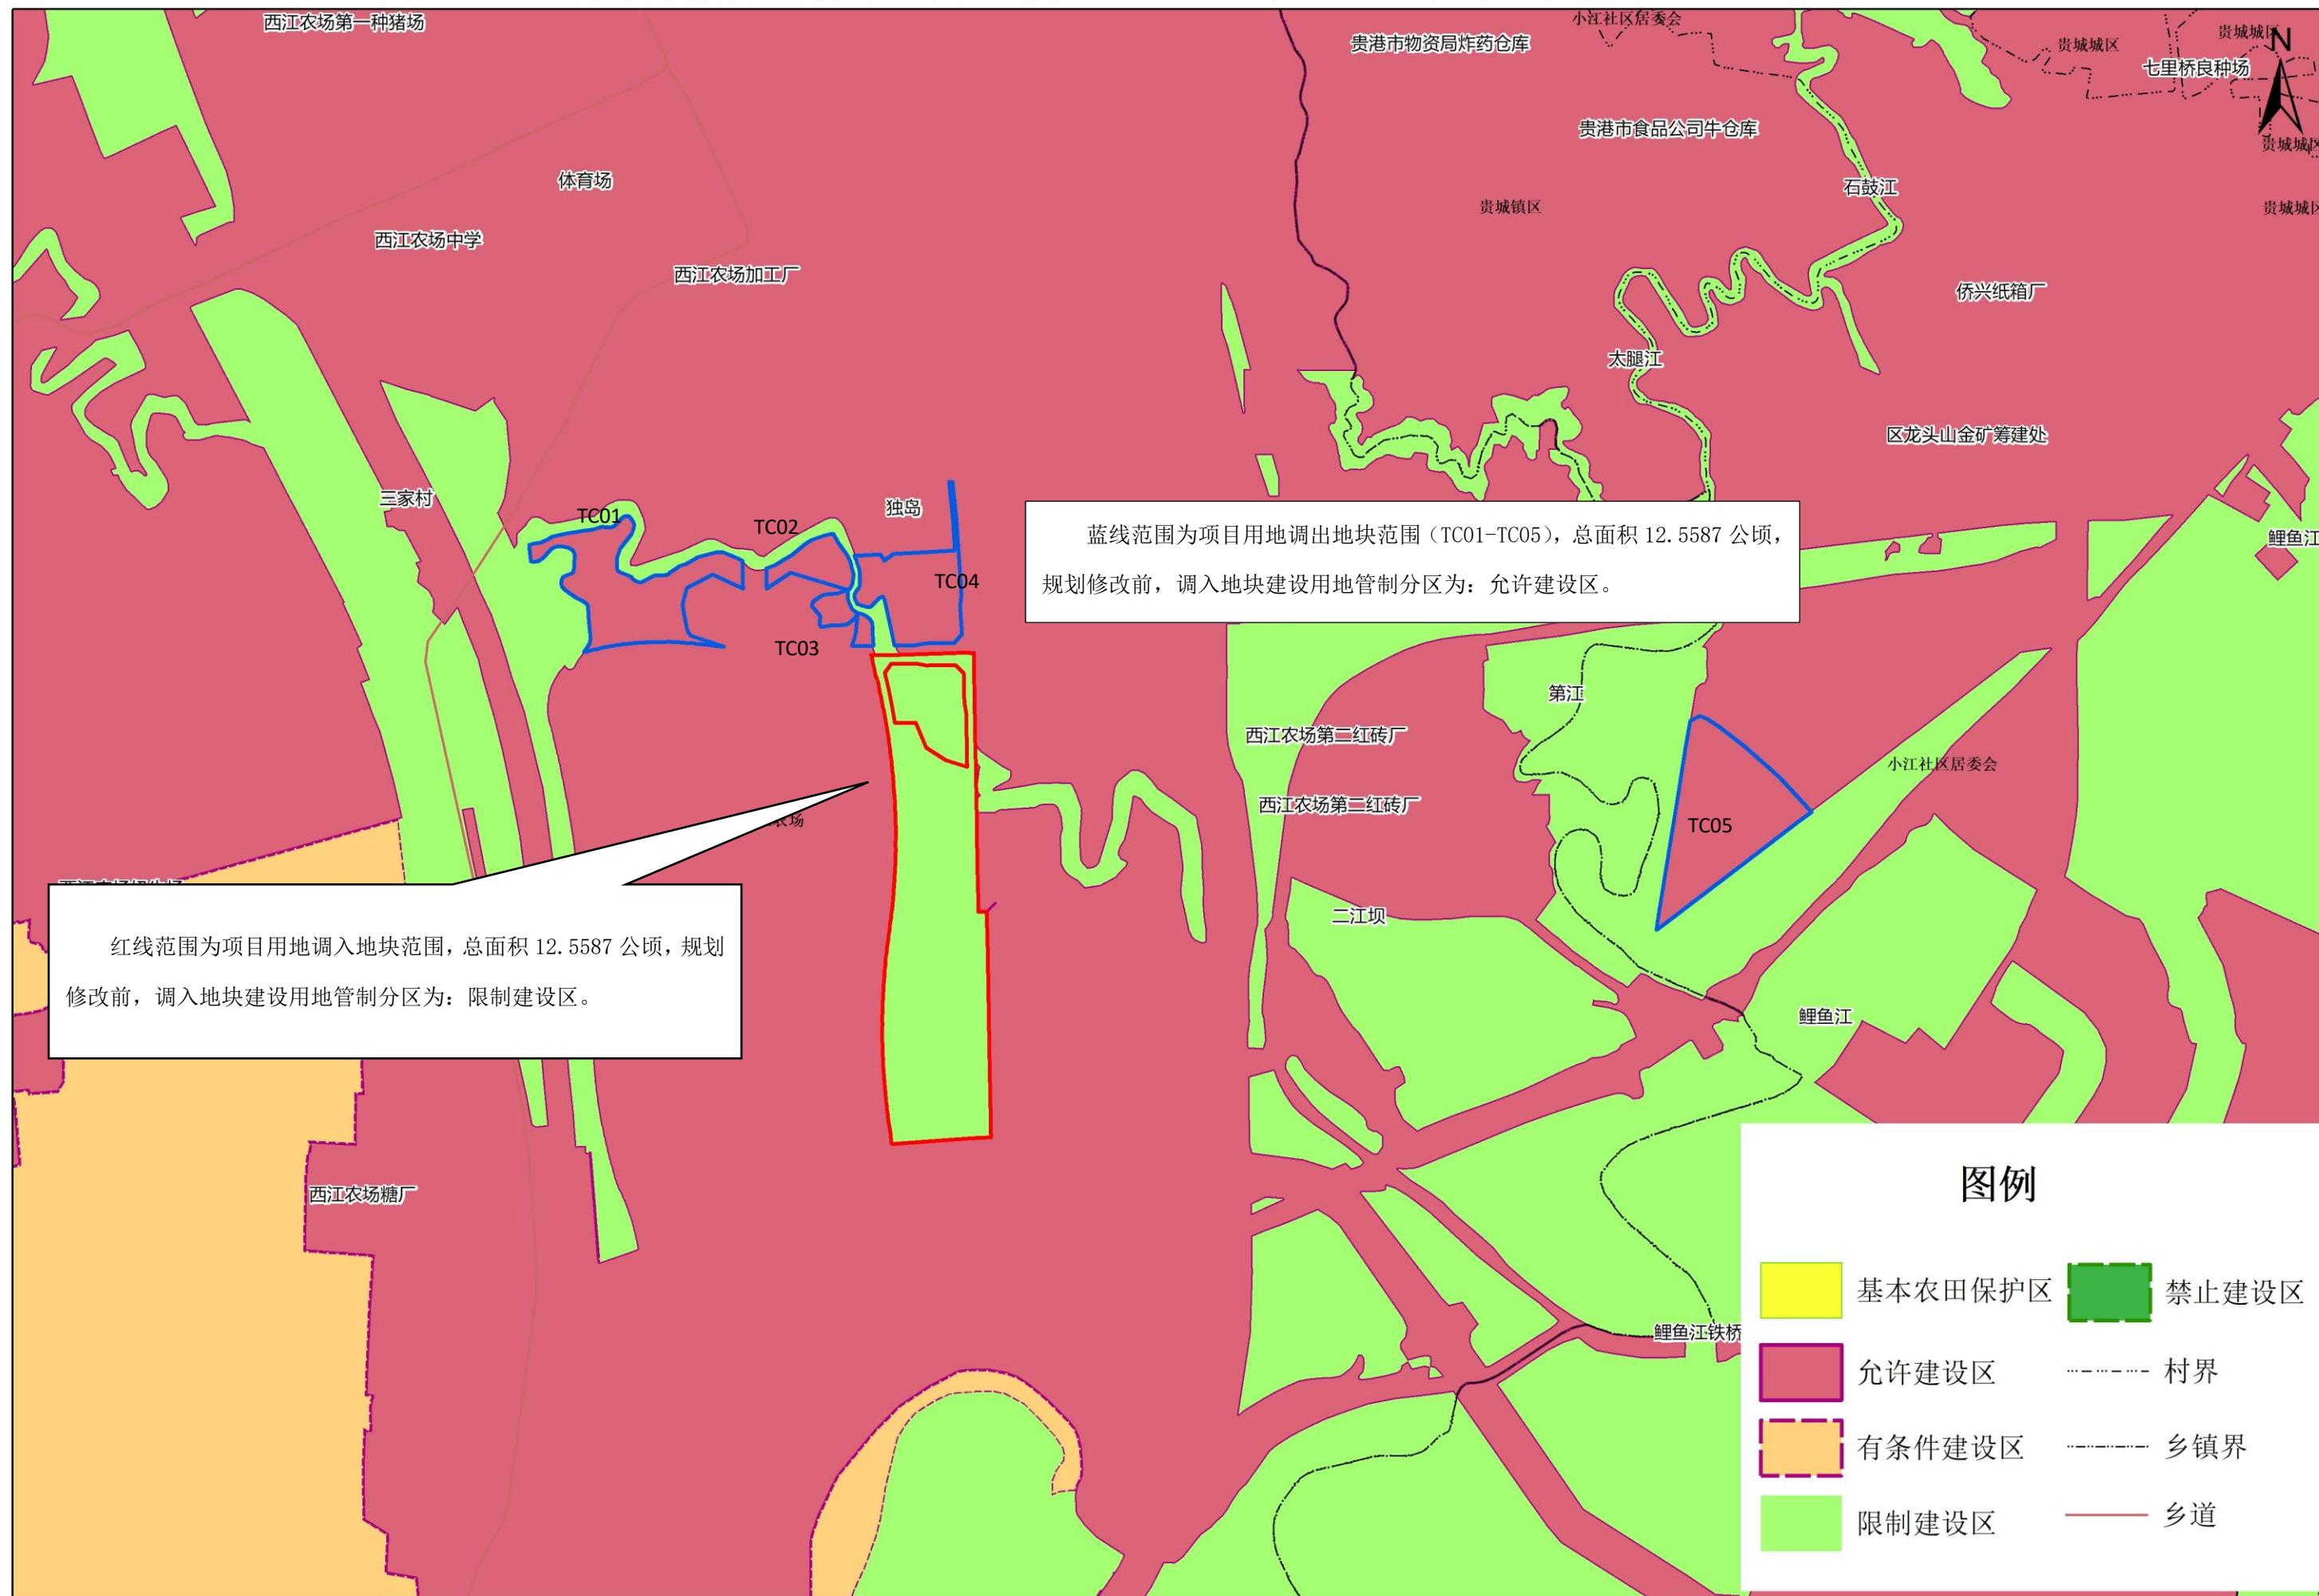 西江农场第一种猪场
小江社区居委会
贵港市物资局炸药仓库
贵城城区
贵城城区
N
七里桥良种场
贵港市食品公司牛仓库
贵城城区
体育场
石鼓江
贵城镇区
贵城城区
西江农场中学
西江农场加工厂
侨兴纸箱厂
太腿江
区龙头山金矿筹建处
三家村
独岛
TC01
TC02
鲤鱼江
蓝线范围为项目用地调出地块范围（TC01-TC05），总面积 12.5587 公顷，
规划修改前，调入地块建设用地管制分区为：允许建设区。
TC04
TC03
第江
西江农场第二红砖厂
小江社区居委会
西江农场第二红砖厂
农场
TC05
二江坝
红线范围为项目用地调入地块范围，总面积 12.5587 公顷，规划
修改前，调入地块建设用地管制分区为：限制建设区。
鲤鱼江
西江农场糖厂
鲤鱼江铁桥
图例
基本农田保护区
禁止建设区
允许建设区
村界
有条件建设区
乡镇界
限制建设区
乡道